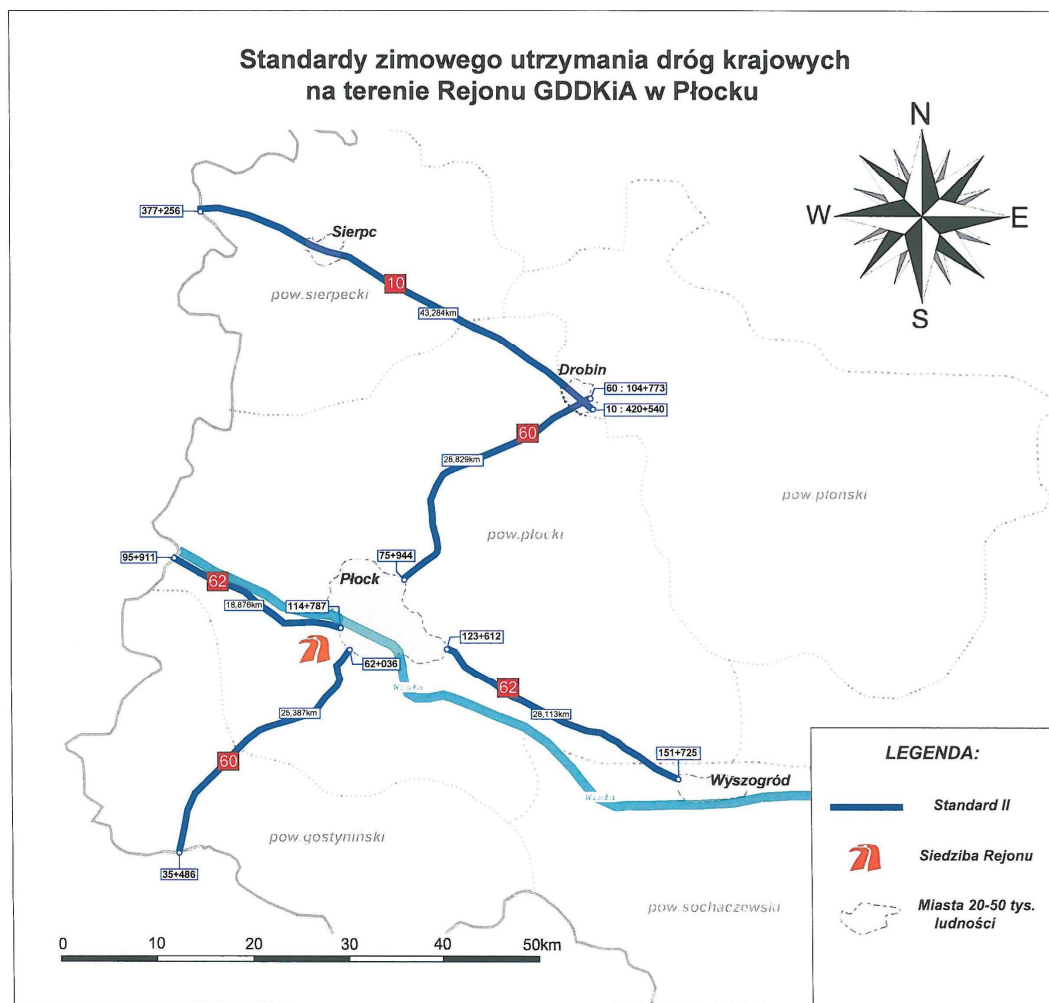 Standardy zimowego utrzymania dróg krajowych
na terenie Rejonu GDDKiA w Płocku
N
W
E
S
377+256
Sierpc
10
pow.sierpecki
43,284km
Drobin
60 : 104+773
10 : 420+540
60
28,829km
pow.płoński
pow.płocki
95+911
75+944
62
Płock
18,876km
114+787
123+612
62+036
Wisła
62
25,387km
28,113km
60
151+725
Wyszogród
Wisła
pow.gostyniński
35+486
pow.sochaczewski
LEGENDA:
Standard II
Siedziba Rejonu
Miasta 20-50 tys.
ludności
0 10 20 30 40 50km